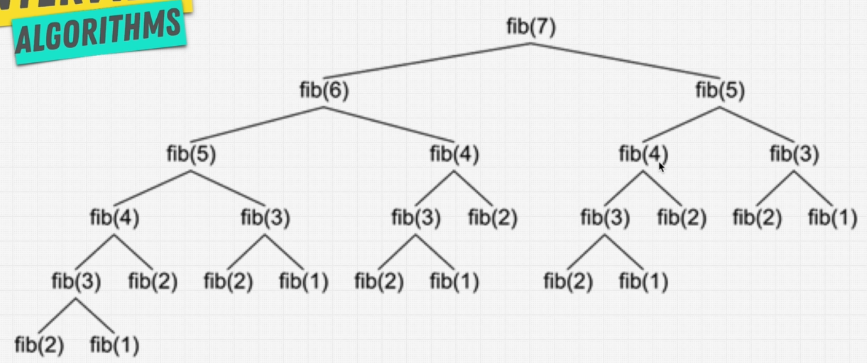 ALGORITHMS
fib(7)
fib(6) fib(5)
fib(5) fib(4) fib(4) fib(3)
fib(4) fib(3) fib(3) fib(2) fib(3) fib(2) fib(2) fib(1)
fib(3) fib(2) fib(2) fib(1) fib(2) fib(1) fib(2) fib(1)
fib(2) fib(1)